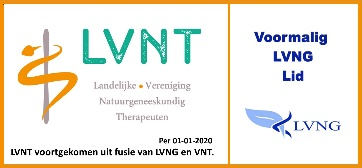 LVNT
Landelijke • Vereniging
Natuurgeneeskundig
Therapeuten
Per 01-01-2020
LVNT voortgekomen uit fusie van LVNG en VNT.
Voormalig
LVNG
Lid
LVNG